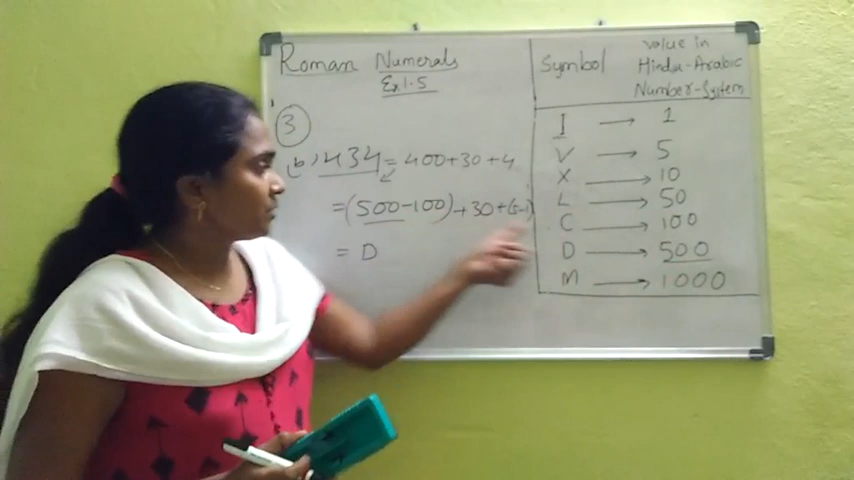 Roman Numerals
Ex 1.5
3
(b) 434 = 400+30+4
=(500-100)+30+(5-1)
= D
Symbol
value in
Hindu-Arabic
Number-System
I → 1
V → 5
X → 10
L → 50
C → 100
D → 500
M → 1000